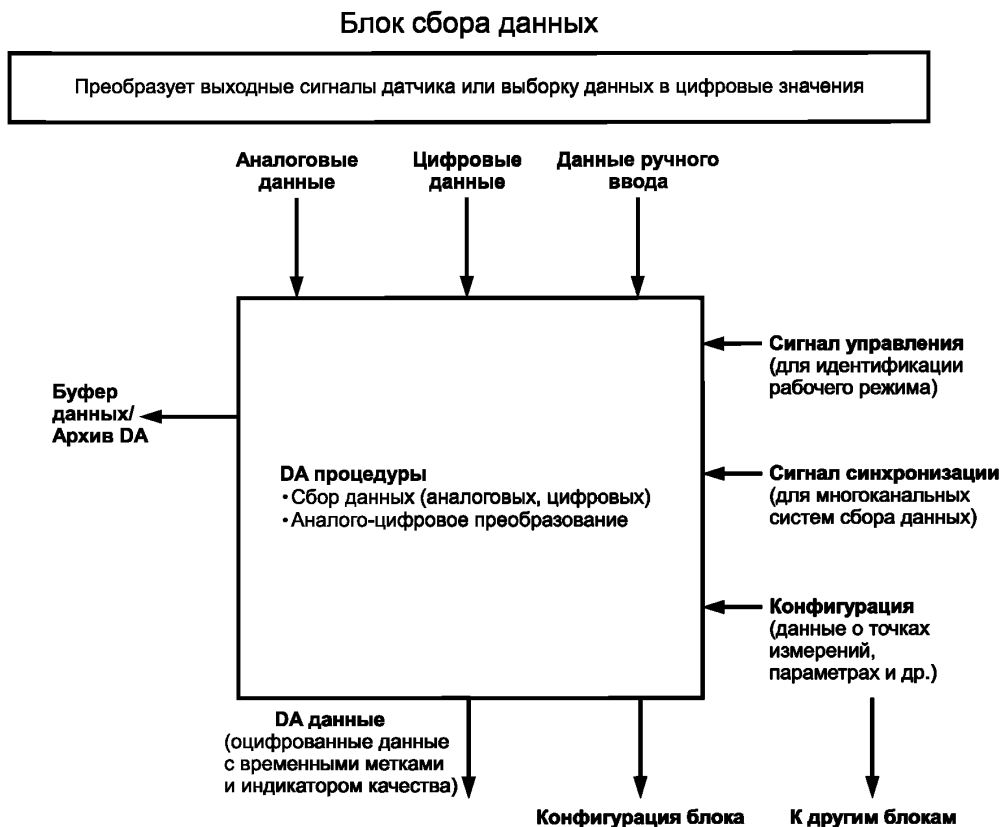 Блок сбора данных
Преобразует выходные сигналы датчика или выборку данных в цифровые значения
Аналоговые
данные
Цифровые
данные
Данные ручного
ввода
Сигнал управления
(для идентификации
рабочего режима)
Буфер
данных/
Архив DA
DA процедуры
•Сбор данных (аналоговых, цифровых)
•Аналого-цифровое преобразование
Сигнал синхронизации
(для многоканальных
систем сбора данных)
Конфигурация
(данные о точках
измерений,
параметрах и др.)
DA данные
(оцифрованные данные
с временными метками
и индикатором качества)
Конфигурация блока
К другим блокам